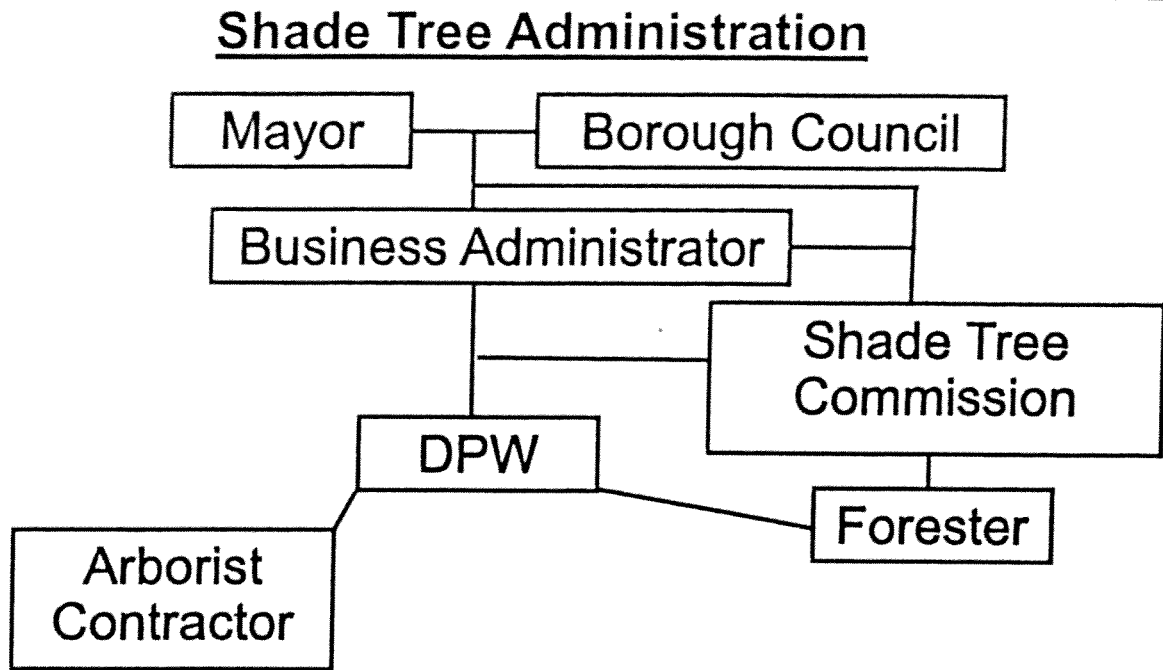 Shade Tree Administration
Mayor
Borough Council
Business Administrator
Shade Tree
Commission
DPW
Forester
Arborist
Contractor